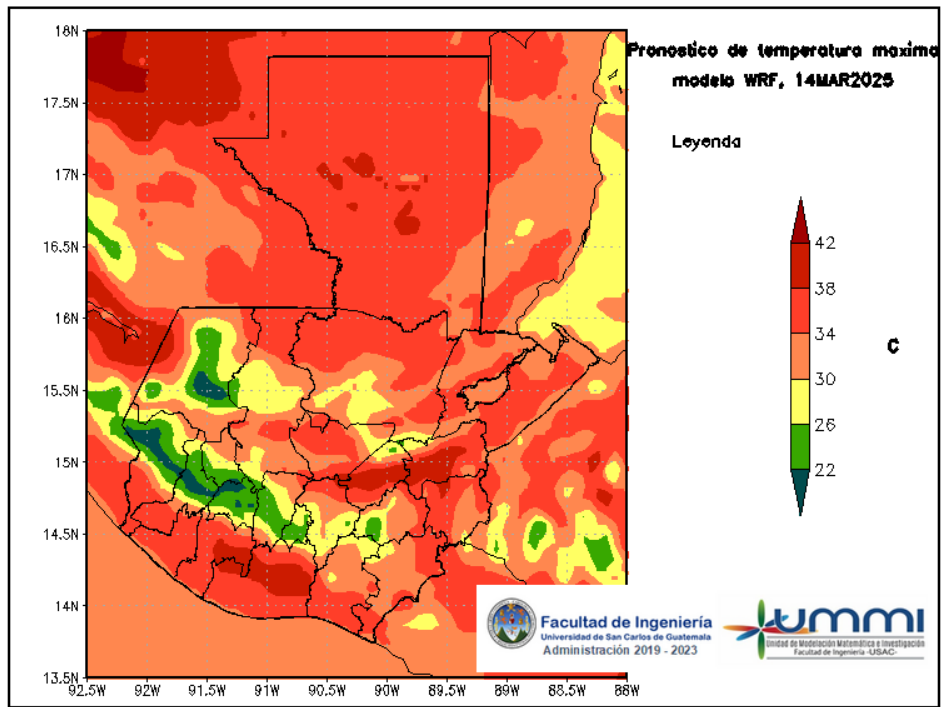 Pronostico de temperatura maxima
modelo WRF, 14MAR2025
Leyenda
18N
17.5N
17N
16.5N
16N
15.5N
15N
14.5N
14N
13.5N
92.5W
92W
91.5W
91W
90.5W
90W
89.5W
89W
88.5W
88W
42
38
34
30
26
22
C
Facultad de Ingeniería
Universidad de San Carlos de Guatemala
Administración 2019 - 2023
ummi
Unidad de Modelación Matemática e Investigación
Facultad de Ingeniería -USAC-